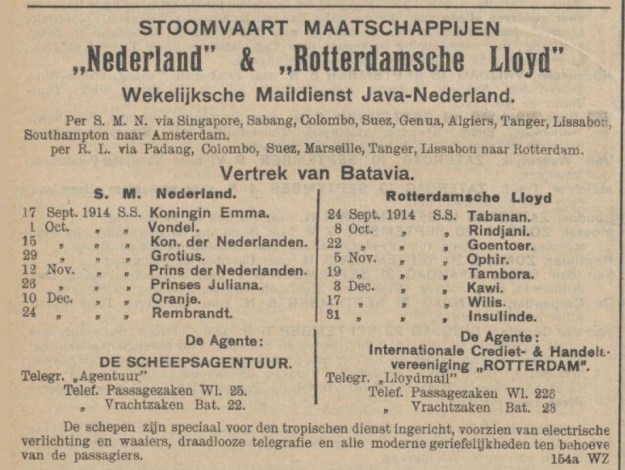 STOOMVAART MAATSCHAPPIJEN
„Nederland” & „Rotterdamsche Lloyd”
Wekelijksche Maildienst Java-Nederland.
Per S. M. N. via Singapore, Sabang, Colombo, Suez, Genua, Algiers, Tanger, Lissabon,
Southampton naar Amsterdam.
per R. L. via Padang, Colombo, Suez, Marseille, Tanger, Lissabon naar Rotterdam.
Vertrek van Batavia.
S. M. Nederland.
17 Sept. 1914 S.S. Koningin Emma.
1 Oct. „ „ Vondel.
15 „ „ „ Kon. der Nederlanden.
29 „ „ „ Grotius.
12 Nov. „ „ Prins der Nederlanden.
26 „ „ „ Prinses Juliana.
10 Dec. „ „ Oranje.
24 „ „ „ Rembrandt.
De Agente:
DE SCHEEPSAGENTUUR.
Telegr. „Agentuur”
Telef. Passagezaken Wl. 25.
„ Vrachtzaken Bat. 22.
Rotterdamsche Lloyd
24 Sept. 1914 S.S. Tabanan.
8 Oct. „ „ Rindjani.
22 „ „ „ Goentoer.
5 Nov. „ „ Ophir.
19 „ „ „ Tambora.
3 Dec. „ „ Kawi.
17 „ „ „ Wilis.
31 „ „ „ Insulinde.
De Agente:
Internationale Crediet- & Handels-
vereeniging „ROTTERDAM”.
Telegr. „Lloydmail”
Telef. Passagezaken Wl. 226
„ Vrachtzaken Bat. 28
De schepen zijn speciaal voor den tropischen dienst ingericht, voorzien van electrische
verlichting en waaiers, draadlooze telegrafie en alle moderne geriefelijkheden ten behoeve
van de passagiers.
154a WZ